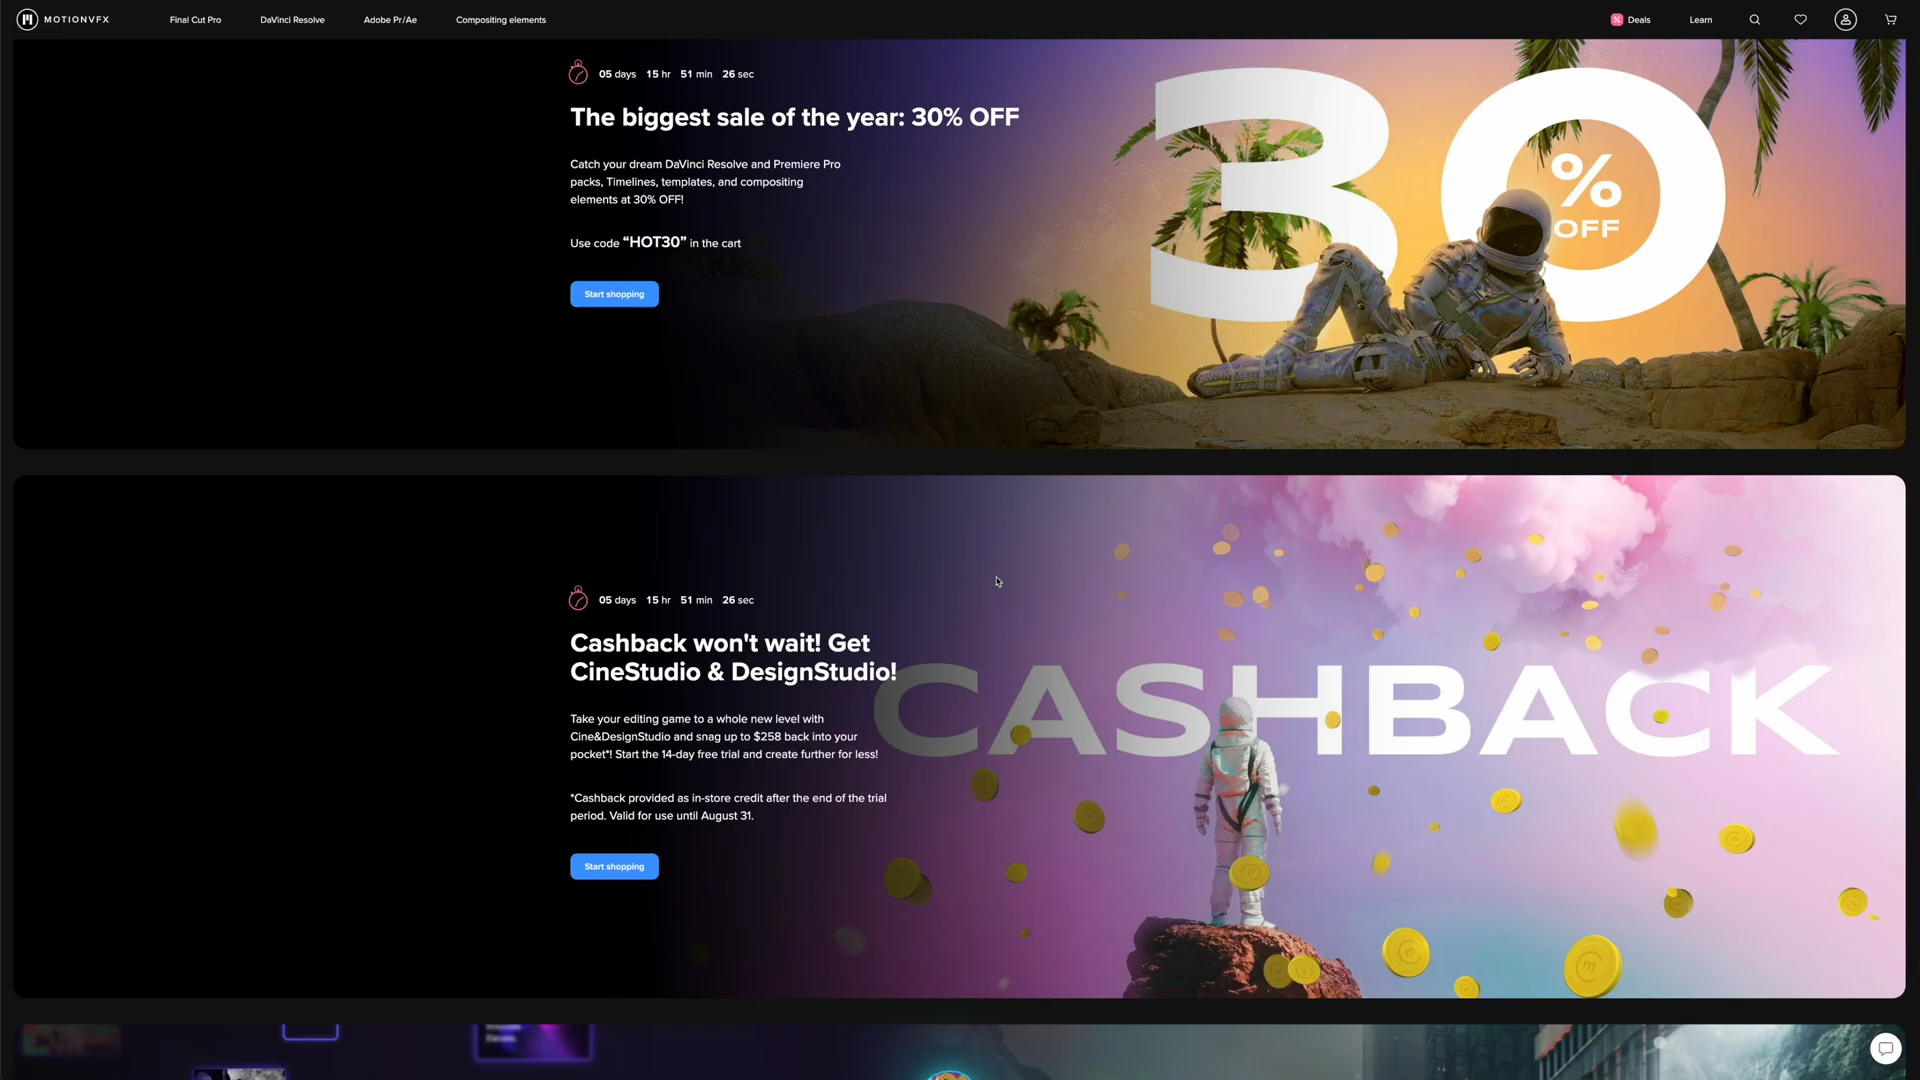 MOTIONVFX
Final Cut Pro
DaVinci Resolve
Adobe Pr/Ae
Compositing elements
Deals
Learn
05 days 15 hr 51 min 26 sec
The biggest sale of the year: 30% OFF
Catch your dream DaVinci Resolve and Premiere Pro
packs, Timelines, templates, and compositing
elements at 30% OFF!
Use code “HOT30” in the cart
Start shopping
30
%
OFF
05 days 15 hr 51 min 26 sec
Cashback won't wait! Get
CineStudio & DesignStudio!
Take your editing game to a whole new level with
Cine&DesignStudio and snag up to $258 back into your
pocket*! Start the 14-day free trial and create further for less!
*Cashback provided as in-store credit after the end of the trial
period. Valid for use until August 31.
Start shopping
CASHBACK